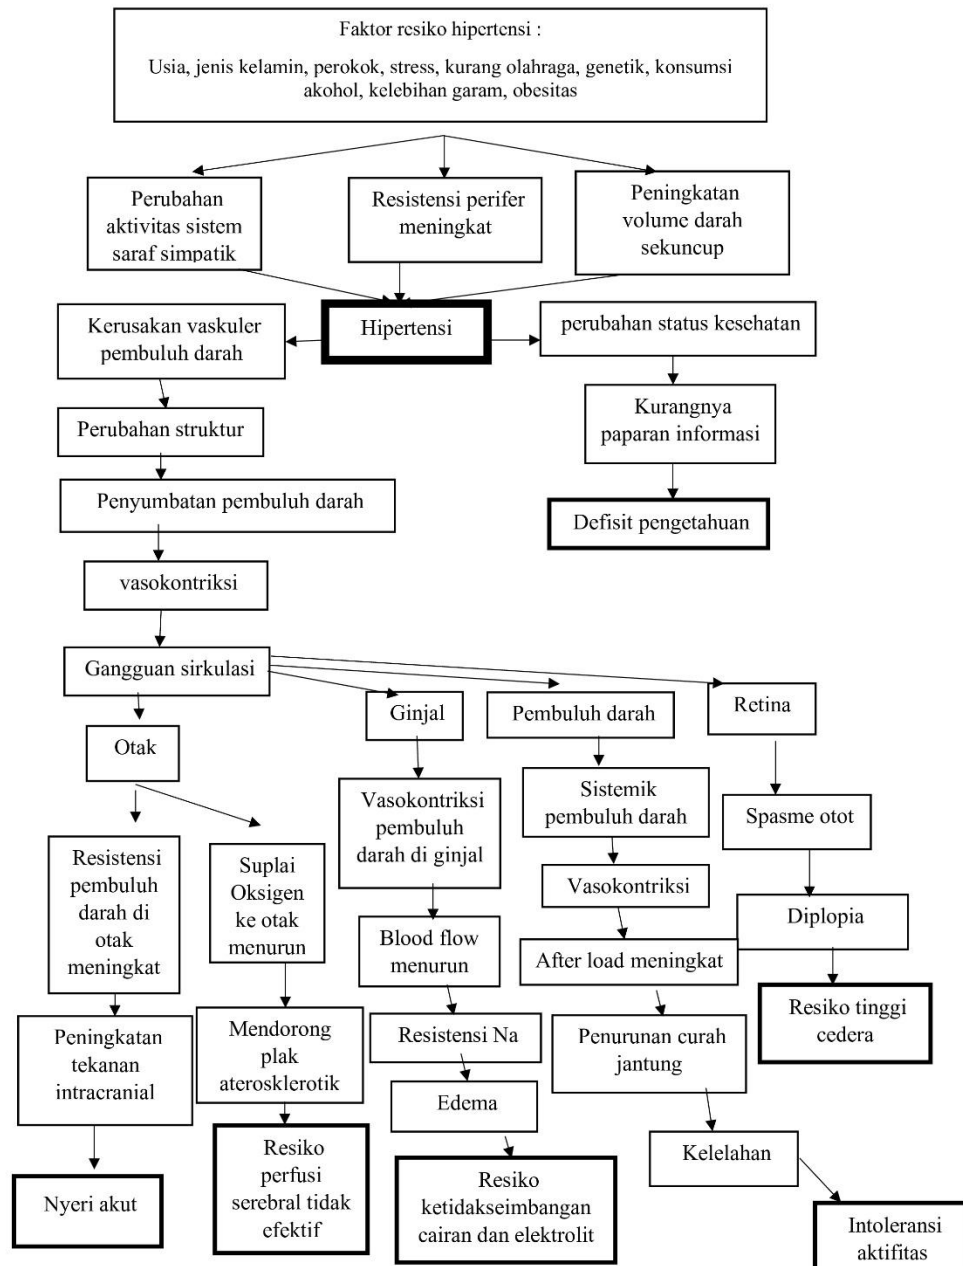 Faktor resiko hipertensi :
Usia, jenis kelamin, perokok, stress, kurang olahraga, genetik, konsumsi
akohol, kelebihan garam, obesitas
Perubahan
aktivitas sistem
saraf simpatik
Resistensi perifer
meningkat
Peningkatan
volume darah
sekuncup
Hipertensi
Kerusakan vaskuler
pembuluh darah
perubahan status kesehatan
Perubahan struktur
Kurangnya
paparan informasi
Penyumbatan pembuluh darah
Defisit pengetahuan
vasokontriksi
Gangguan sirkulasi
Otak
Ginjal
Pembuluh darah
Retina
Resistensi
pembuluh
darah di
otak
meningkat
Suplai
Oksigen
ke otak
menurun
Vasokontriksi
pembuluh
darah di ginjal
Sistemik
pembuluh darah
Spasme otot
Vasokontriksi
Diplopia
Blood flow
menurun
After load meningkat
Resiko tinggi
cedera
Peningkatan
tekanan
intracranial
Mendorong
plak
aterosklerotik
Resistensi Na
Penurunan curah
jantung
Edema
Kelelahan
Nyeri akut
Resiko
perfusi
serebral tidak
efektif
Resiko
ketidakseimbangan
cairan dan elektrolit
Intoleransi
aktifitas